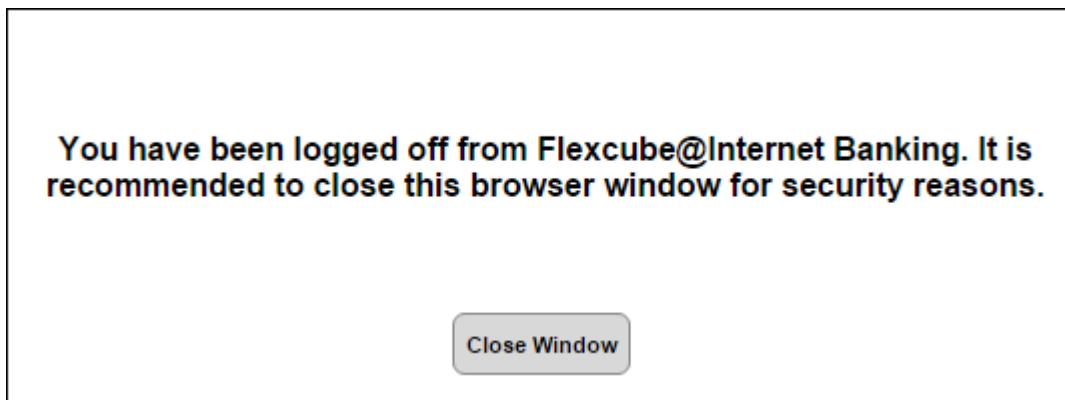 You have been logged off from Flexcube@Internet Banking. It is
recommended to close this browser window for security reasons.
Close Window